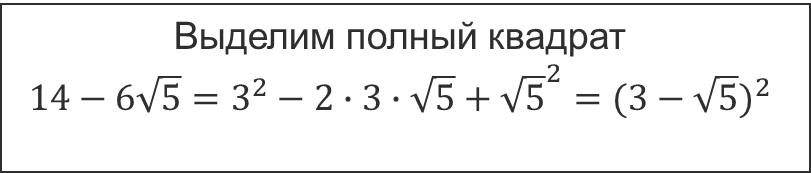 Выделим полный квадрат
14 − 6√5 = 3² − 2 · 3 · √5 + √5² = (3 − √5)²